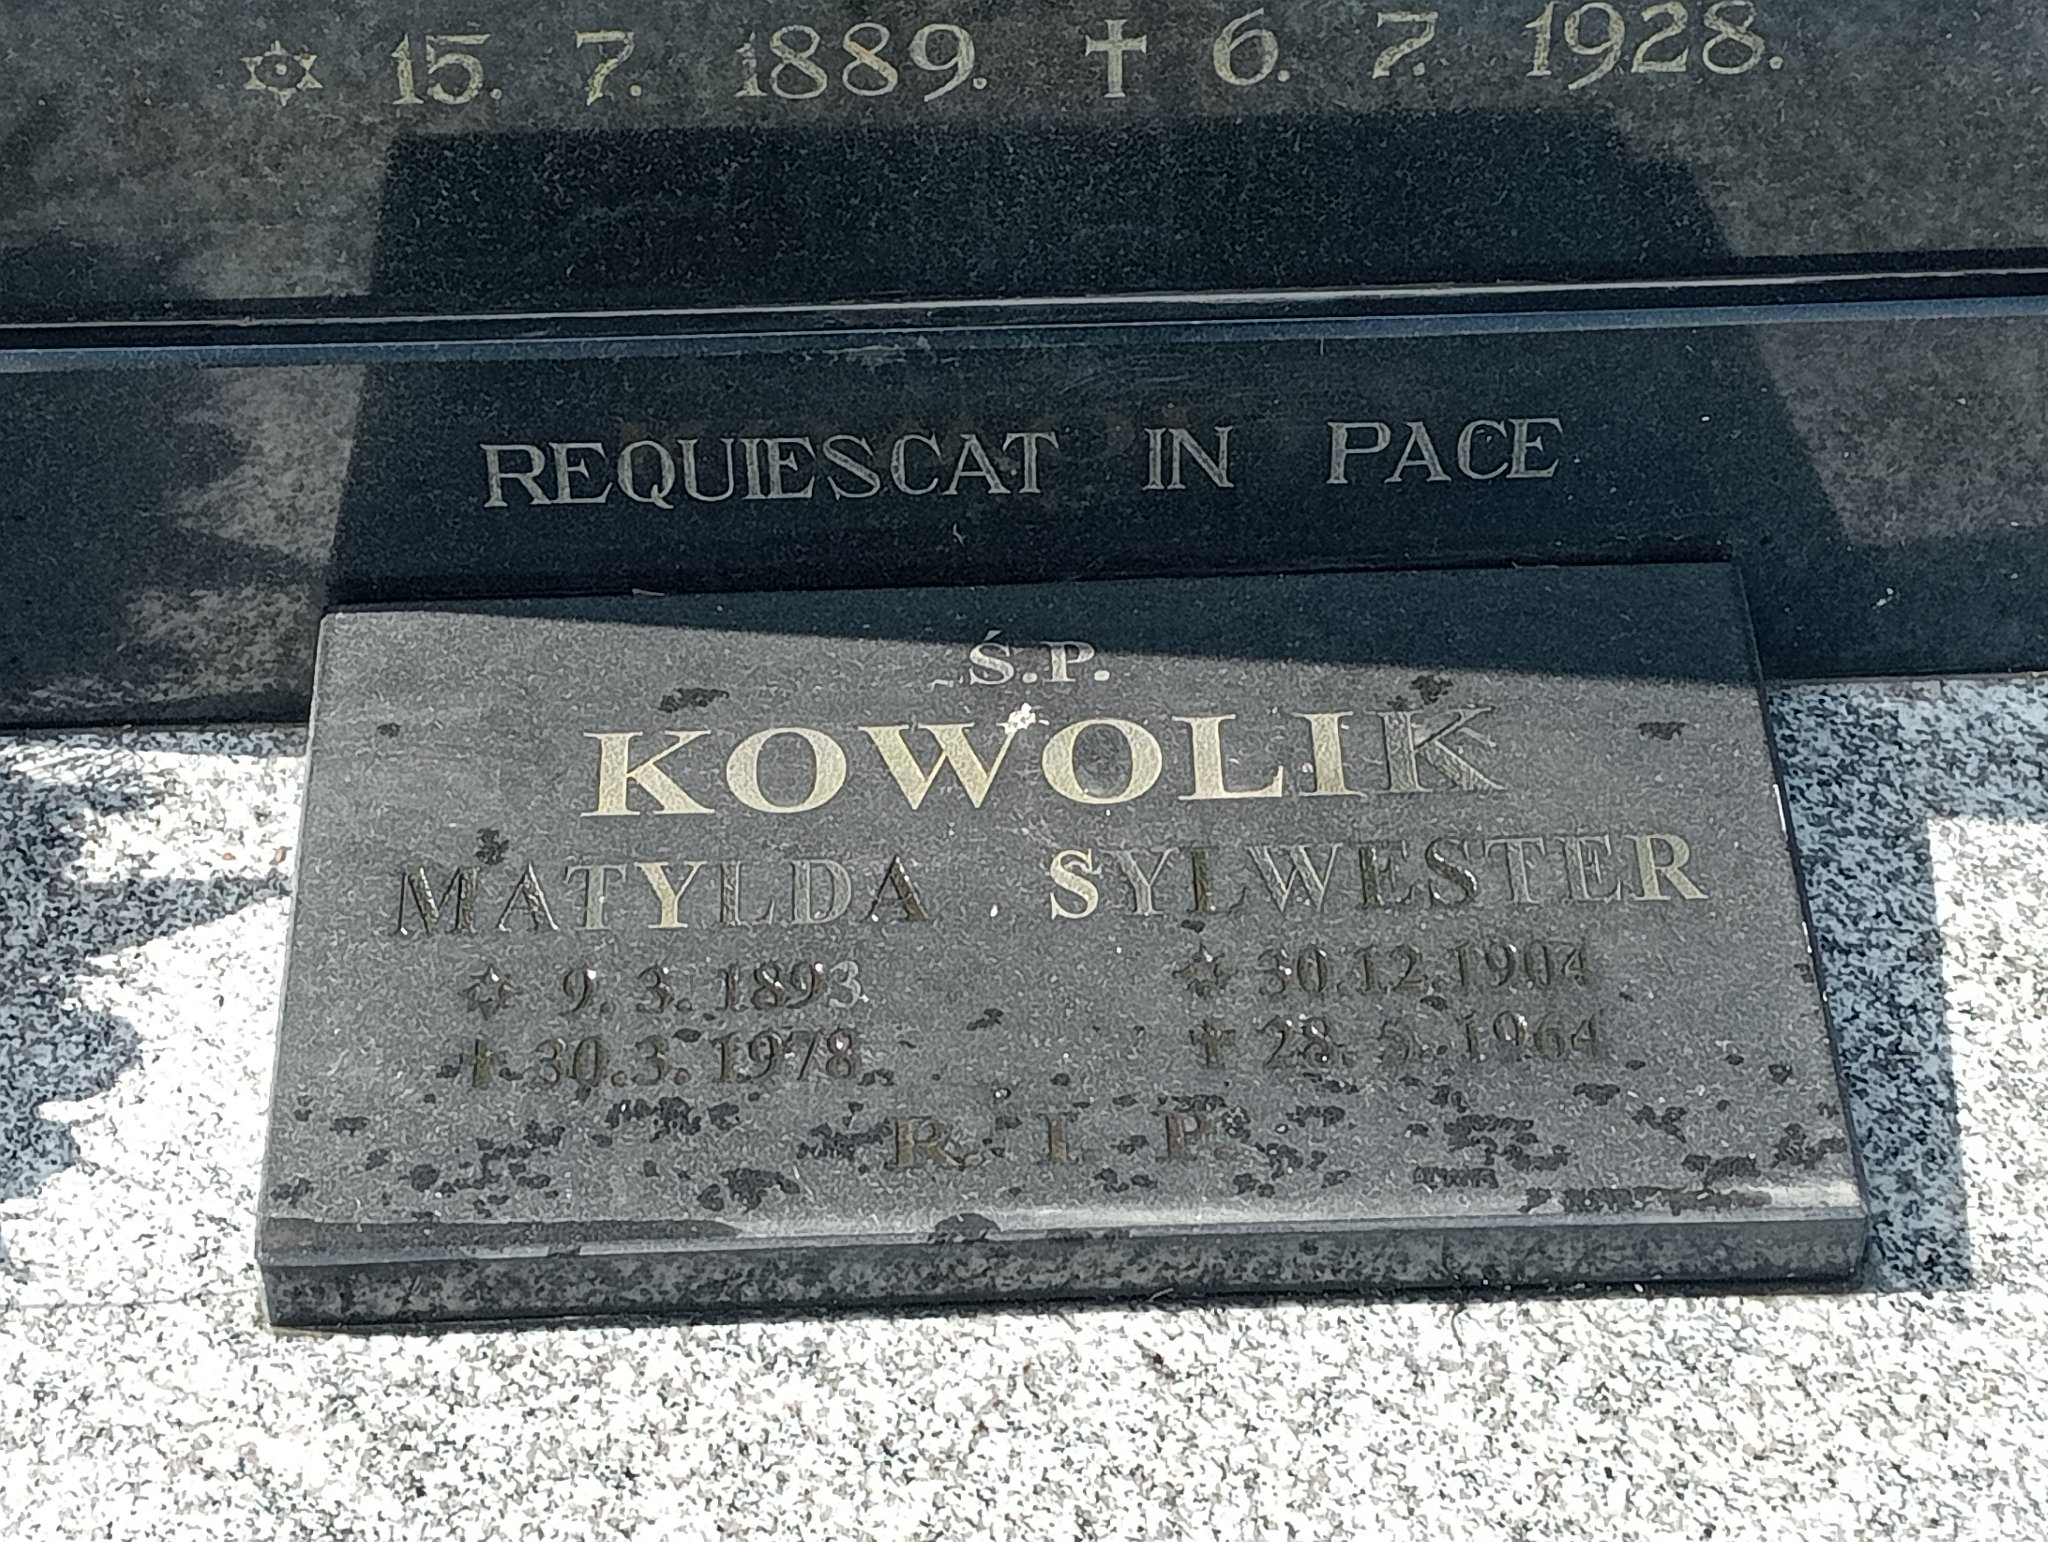 15. 7. 1889. 6. 7. 1928.
REQUIESCAT IN PACE
Ś.P.
KOWOLIK
MATYLDA SYLWESTER
9. 3. 1893 30.12.1904
30.3.1978 28. 5. 1964
R. I. P.